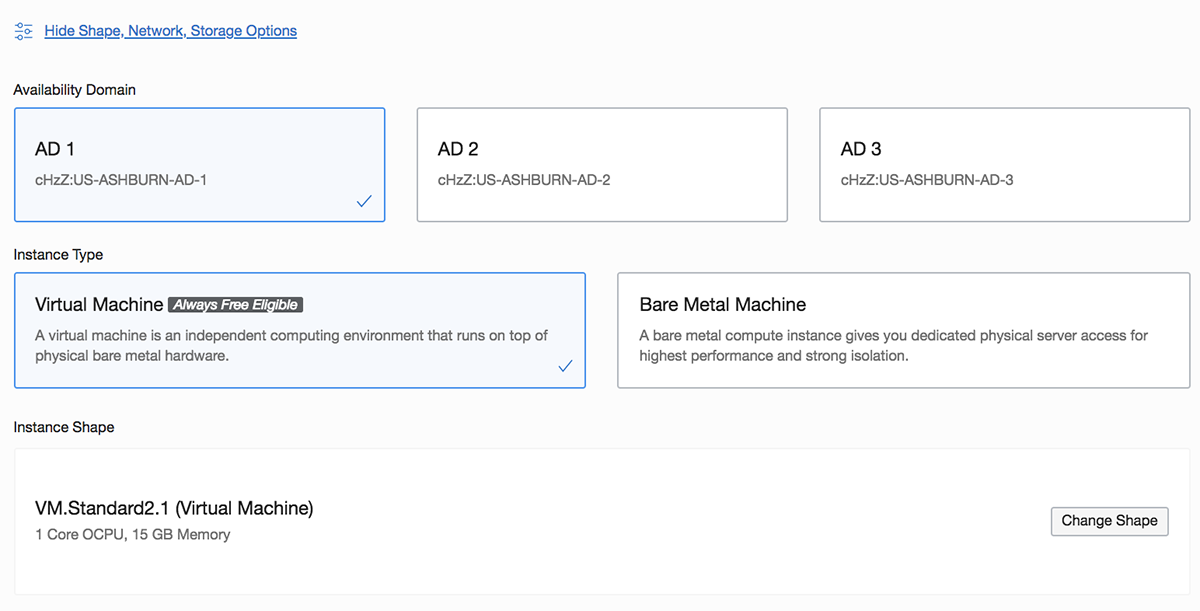 Hide Shape, Network, Storage Options
Availability Domain
AD 1
cHzZ:US-ASHBURN-AD-1
AD 2
cHzZ:US-ASHBURN-AD-2
AD 3
cHzZ:US-ASHBURN-AD-3
Instance Type
Virtual Machine Always Free Eligible
A virtual machine is an independent computing environment that runs on top of
physical bare metal hardware.
Bare Metal Machine
A bare metal compute instance gives you dedicated physical server access for
highest performance and strong isolation.
Instance Shape
VM.Standard2.1 (Virtual Machine)
1 Core OCPU, 15 GB Memory
Change Shape